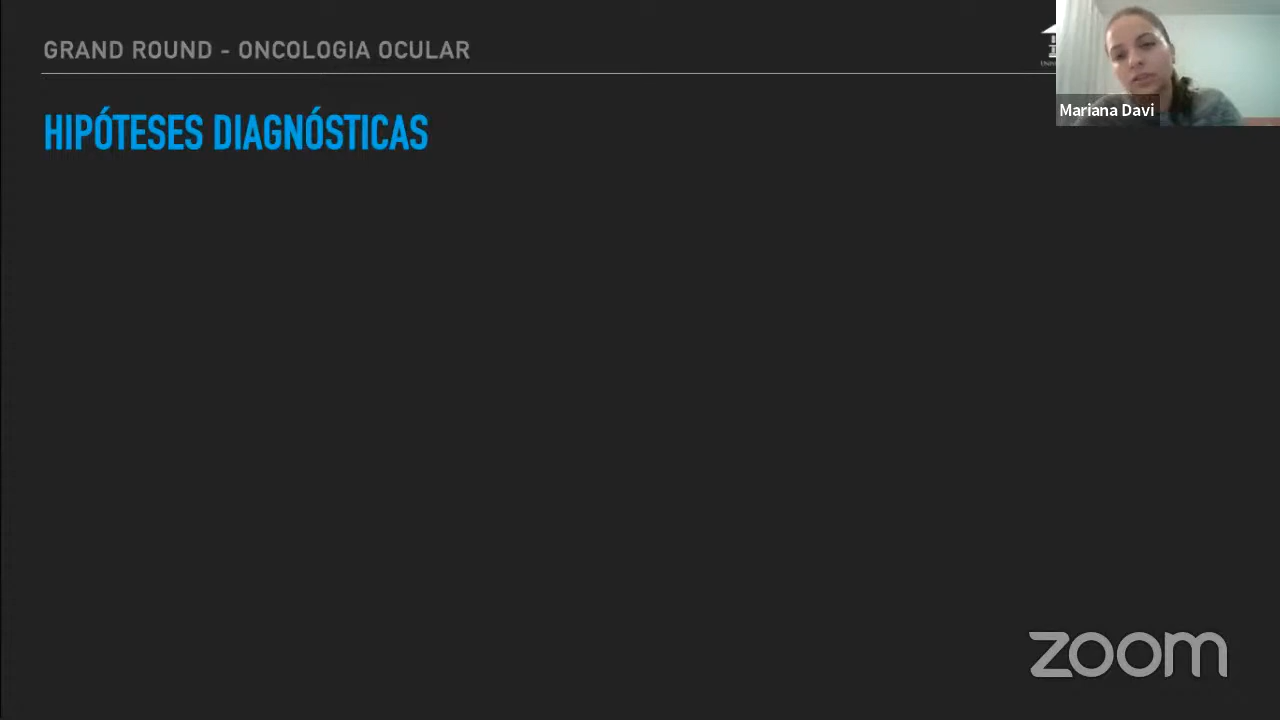 GRAND ROUND - ONCOLOGIA OCULAR
Mariana Davi
HIPÓTESES DIAGNÓSTICAS
zoom